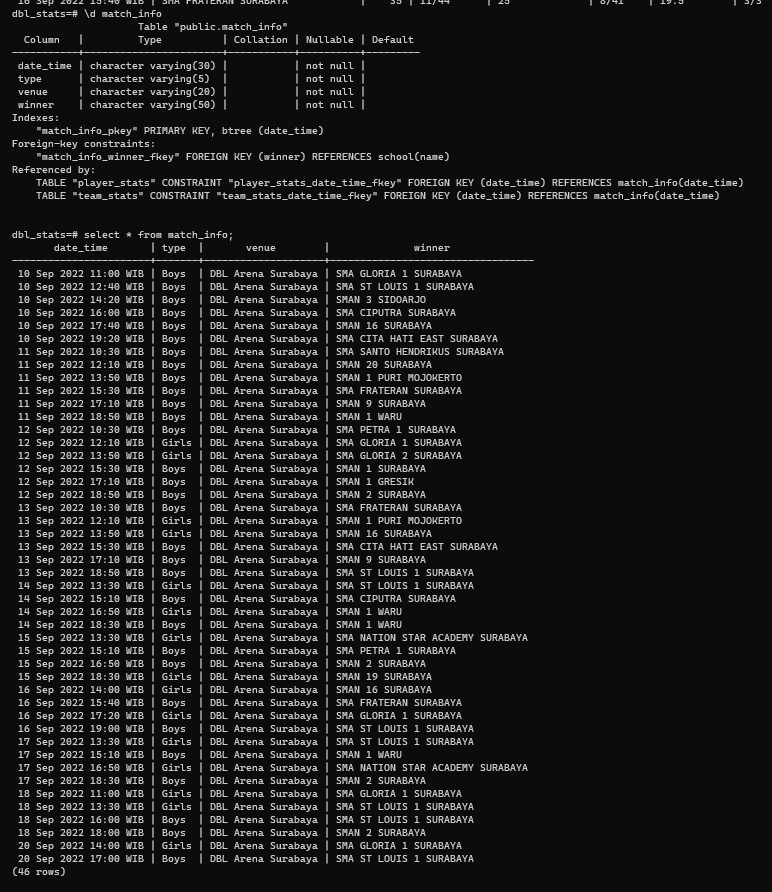 16 Sep 2022 15:40 WIB | SMA FRATERAN SURABAYA | 35 | 11/44 | 25 | 8/41 | 19.5 | 3/3
dbl_stats=# \d match_info
Table "public.match_info"
Column | Type | Collation | Nullable | Default
-----------+-----------------------+-----------+----------+---------
date_time | character varying(30) | | not null |
type | character varying(5) | | not null |
venue | character varying(20) | | not null |
winner | character varying(50) | | not null |
Indexes:
"match_info_pkey" PRIMARY KEY, btree (date_time)
Foreign-key constraints:
"match_info_winner_fkey" FOREIGN KEY (winner) REFERENCES school(name)
Referenced by:
TABLE "player_stats" CONSTRAINT "player_stats_date_time_fkey" FOREIGN KEY (date_time) REFERENCES match_info(date_time)
TABLE "team_stats" CONSTRAINT "team_stats_date_time_fkey" FOREIGN KEY (date_time) REFERENCES match_info(date_time)
dbl_stats=# select * from match_info;
date_time | type | venue | winner
-----------------------+-------+--------------------+----------------------------------
10 Sep 2022 11:00 WIB | Boys | DBL Arena Surabaya | SMA GLORIA 1 SURABAYA
10 Sep 2022 12:40 WIB | Boys | DBL Arena Surabaya | SMA ST LOUIS 1 SURABAYA
10 Sep 2022 14:20 WIB | Boys | DBL Arena Surabaya | SMAN 3 SIDOARJO
10 Sep 2022 16:00 WIB | Boys | DBL Arena Surabaya | SMA CIPUTRA SURABAYA
10 Sep 2022 17:40 WIB | Boys | DBL Arena Surabaya | SMAN 16 SURABAYA
10 Sep 2022 19:20 WIB | Boys | DBL Arena Surabaya | SMA CITA HATI EAST SURABAYA
11 Sep 2022 10:30 WIB | Boys | DBL Arena Surabaya | SMA SANTO HENDRIKUS SURABAYA
11 Sep 2022 12:10 WIB | Boys | DBL Arena Surabaya | SMAN 20 SURABAYA
11 Sep 2022 13:50 WIB | Boys | DBL Arena Surabaya | SMAN 1 PURI MOJOKERTO
11 Sep 2022 15:30 WIB | Boys | DBL Arena Surabaya | SMA FRATERAN SURABAYA
11 Sep 2022 17:10 WIB | Boys | DBL Arena Surabaya | SMAN 9 SURABAYA
11 Sep 2022 18:50 WIB | Boys | DBL Arena Surabaya | SMAN 1 WARU
12 Sep 2022 10:30 WIB | Boys | DBL Arena Surabaya | SMA PETRA 1 SURABAYA
12 Sep 2022 12:10 WIB | Girls | DBL Arena Surabaya | SMA GLORIA 1 SURABAYA
12 Sep 2022 13:50 WIB | Girls | DBL Arena Surabaya | SMA GLORIA 2 SURABAYA
12 Sep 2022 15:30 WIB | Boys | DBL Arena Surabaya | SMAN 1 SURABAYA
12 Sep 2022 17:10 WIB | Boys | DBL Arena Surabaya | SMAN 1 GRESIK
12 Sep 2022 18:50 WIB | Boys | DBL Arena Surabaya | SMAN 2 SURABAYA
13 Sep 2022 10:30 WIB | Boys | DBL Arena Surabaya | SMA FRATERAN SURABAYA
13 Sep 2022 12:10 WIB | Girls | DBL Arena Surabaya | SMAN 1 PURI MOJOKERTO
13 Sep 2022 13:50 WIB | Girls | DBL Arena Surabaya | SMAN 16 SURABAYA
13 Sep 2022 15:30 WIB | Boys | DBL Arena Surabaya | SMA CITA HATI EAST SURABAYA
13 Sep 2022 17:10 WIB | Boys | DBL Arena Surabaya | SMAN 9 SURABAYA
13 Sep 2022 18:50 WIB | Boys | DBL Arena Surabaya | SMA ST LOUIS 1 SURABAYA
14 Sep 2022 13:30 WIB | Girls | DBL Arena Surabaya | SMA ST LOUIS 1 SURABAYA
14 Sep 2022 15:10 WIB | Boys | DBL Arena Surabaya | SMA CIPUTRA SURABAYA
14 Sep 2022 16:50 WIB | Girls | DBL Arena Surabaya | SMAN 1 WARU
14 Sep 2022 18:30 WIB | Boys | DBL Arena Surabaya | SMAN 1 WARU
15 Sep 2022 13:30 WIB | Girls | DBL Arena Surabaya | SMA NATION STAR ACADEMY SURABAYA
15 Sep 2022 15:10 WIB | Boys | DBL Arena Surabaya | SMA PETRA 1 SURABAYA
15 Sep 2022 16:50 WIB | Boys | DBL Arena Surabaya | SMAN 2 SURABAYA
15 Sep 2022 18:30 WIB | Girls | DBL Arena Surabaya | SMAN 19 SURABAYA
16 Sep 2022 14:00 WIB | Girls | DBL Arena Surabaya | SMAN 16 SURABAYA
16 Sep 2022 15:40 WIB | Boys | DBL Arena Surabaya | SMA FRATERAN SURABAYA
16 Sep 2022 17:20 WIB | Girls | DBL Arena Surabaya | SMA GLORIA 1 SURABAYA
16 Sep 2022 19:00 WIB | Boys | DBL Arena Surabaya | SMA ST LOUIS 1 SURABAYA
17 Sep 2022 13:30 WIB | Girls | DBL Arena Surabaya | SMA ST LOUIS 1 SURABAYA
17 Sep 2022 15:10 WIB | Boys | DBL Arena Surabaya | SMAN 1 WARU
17 Sep 2022 16:50 WIB | Girls | DBL Arena Surabaya | SMA NATION STAR ACADEMY SURABAYA
17 Sep 2022 18:30 WIB | Boys | DBL Arena Surabaya | SMAN 2 SURABAYA
18 Sep 2022 11:00 WIB | Girls | DBL Arena Surabaya | SMA GLORIA 1 SURABAYA
18 Sep 2022 13:30 WIB | Girls | DBL Arena Surabaya | SMA ST LOUIS 1 SURABAYA
18 Sep 2022 16:00 WIB | Boys | DBL Arena Surabaya | SMA ST LOUIS 1 SURABAYA
18 Sep 2022 18:00 WIB | Boys | DBL Arena Surabaya | SMAN 2 SURABAYA
20 Sep 2022 14:00 WIB | Girls | DBL Arena Surabaya | SMA GLORIA 1 SURABAYA
20 Sep 2022 17:00 WIB | Boys | DBL Arena Surabaya | SMA ST LOUIS 1 SURABAYA
(46 rows)